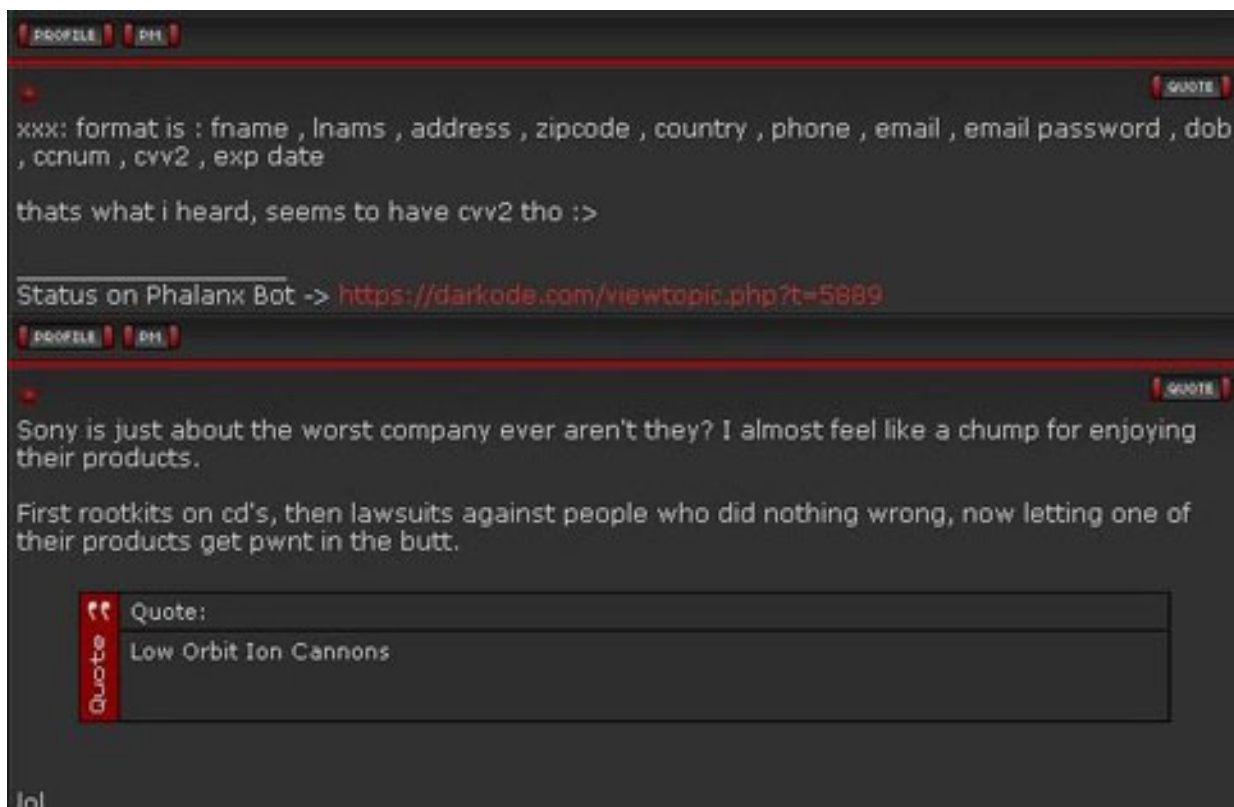 PROFILE PM
QUOTE
xxx: format is : fname , lnams , address , zipcode , country , phone , email , email password , dob
, ccnum , cvv2 , exp date
thats what i heard, seems to have cvv2 tho :>
Status on Phalanx Bot -> https://darkode.com/viewtopic.php?t=5889
PROFILE PM
QUOTE
Sony is just about the worst company ever aren't they? I almost feel like a chump for enjoying
their products.
First rootkits on cd's, then lawsuits against people who did nothing wrong, now letting one of
their products get pwnt in the butt.
Quote:
Quote
Low Orbit Ion Cannons
lol